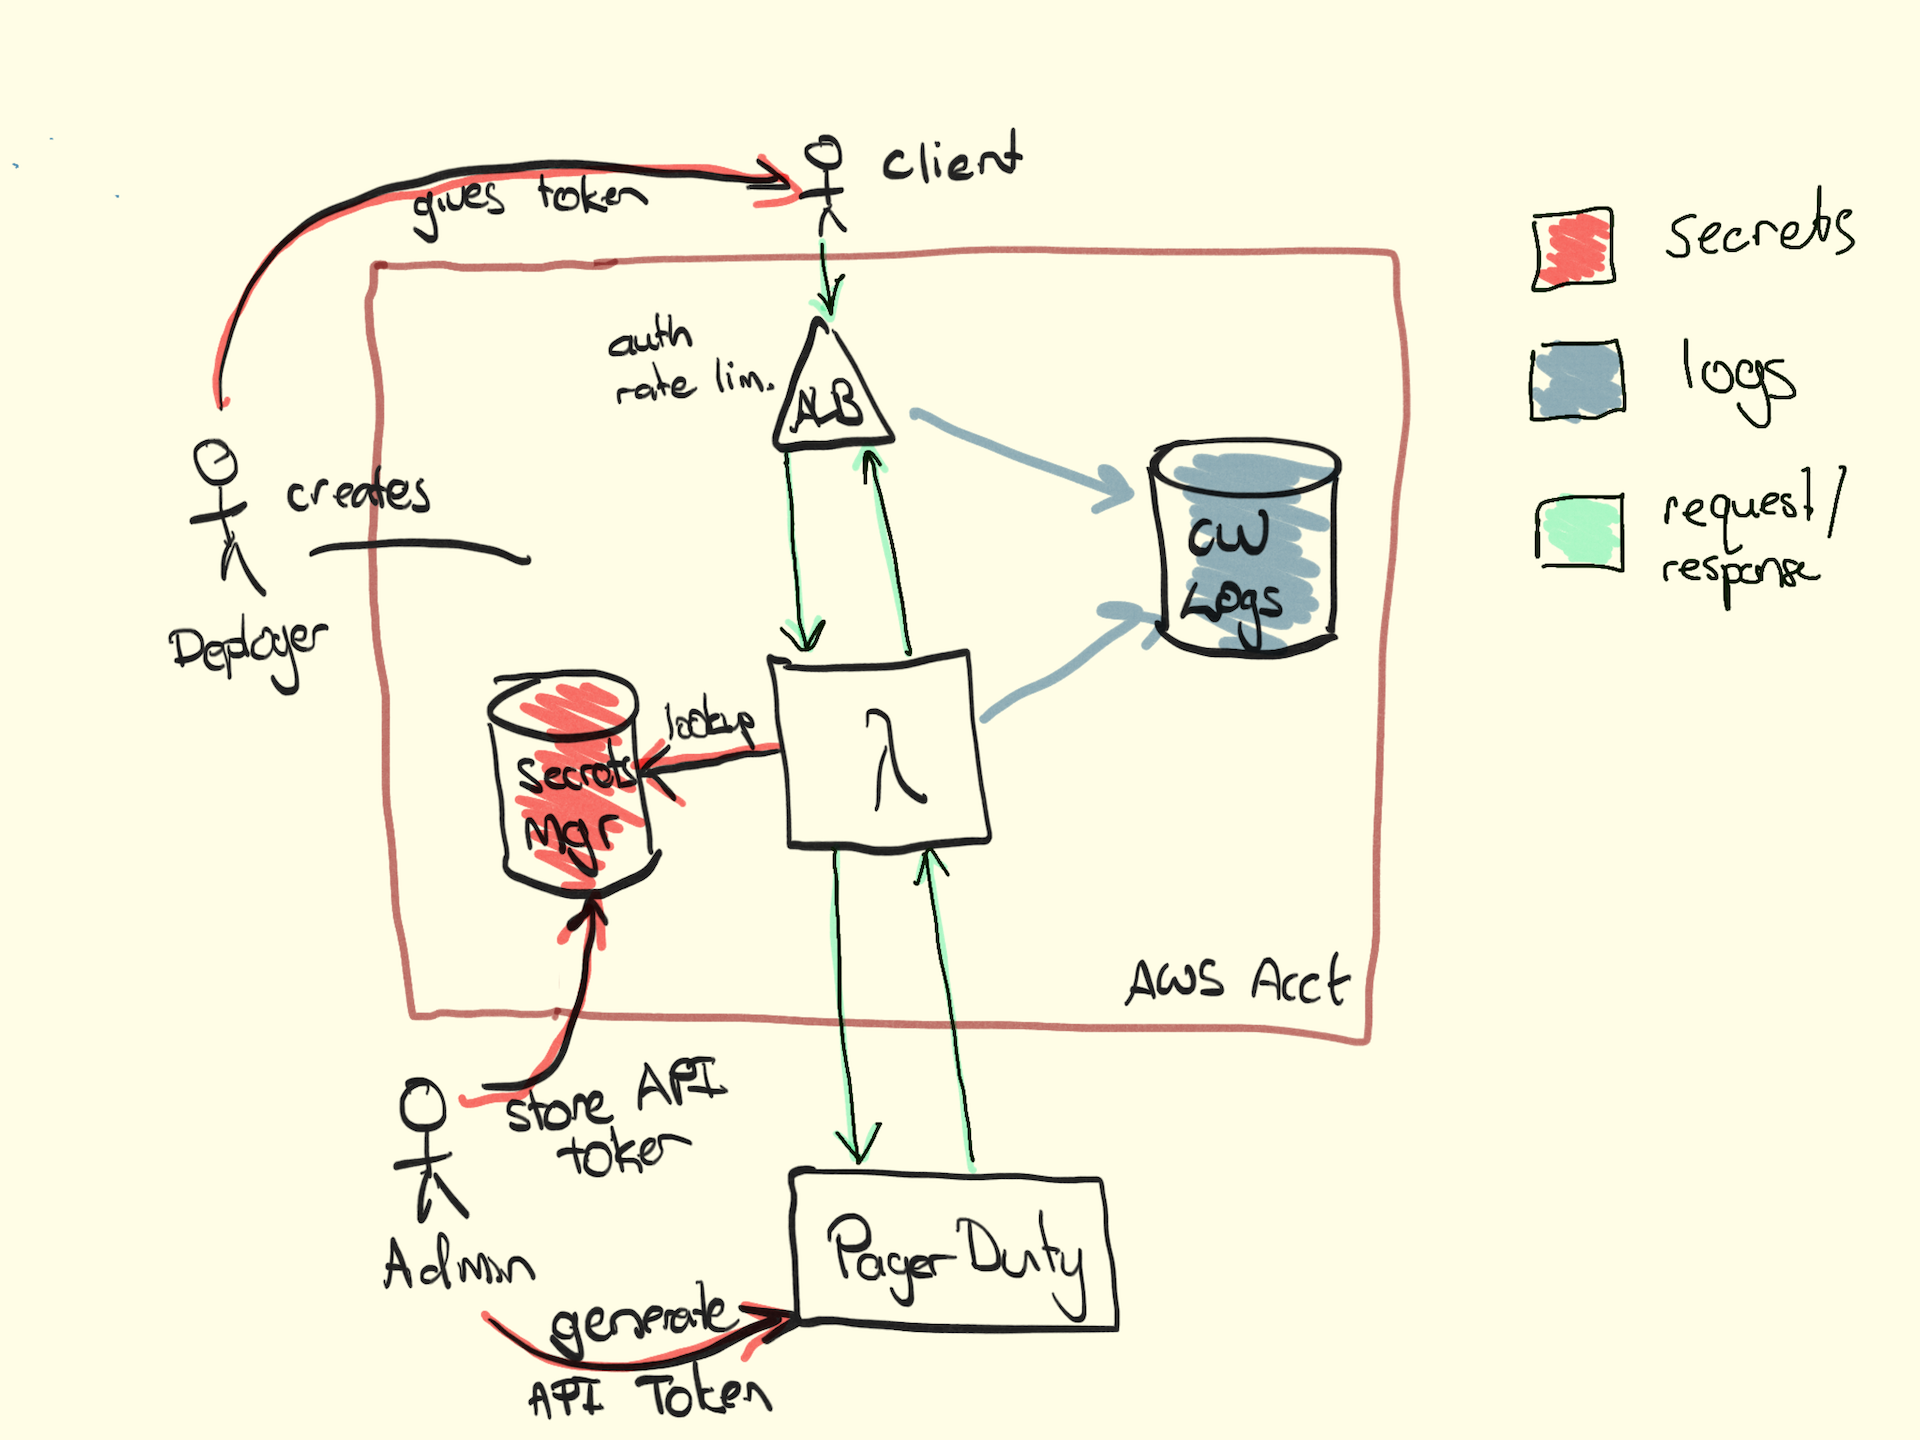 client
gives token
secrets
auth
rate lim.
ALB
logs
creates
CW
Logs
request/
response
Deployer
lookup
λ
secrets
Mgr
AWS Acct
store API
token
Admin
PagerDuty
generate
API Token